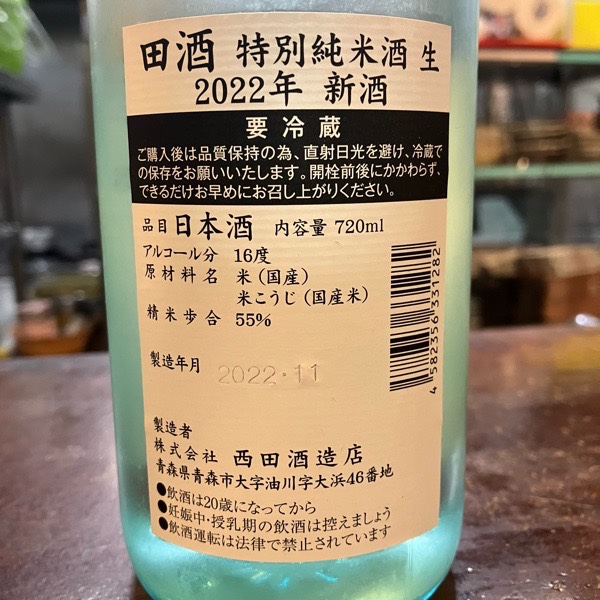 田酒 特別純米酒 生
2022年 新酒
要冷蔵
ご購入後は品質保持の為、直射日光を避け、冷蔵で
の保存をお願いいたします。開栓前後にかかわらず、
できるだけお早めにお召し上がりください。
品目 日本酒 内容量 720ml
アルコール分 16度
原材料名 米(国産)
米こうじ(国産米)
精米歩合 55%
製造年月 2022.11
4 582356 331282
製造者
株式会社 西田酒造店
青森県青森市大字油川字大浜46番地
●飲酒は20歳になってから
●妊娠中・授乳期の飲酒は控えましょう
●飲酒運転は法律で禁止されています